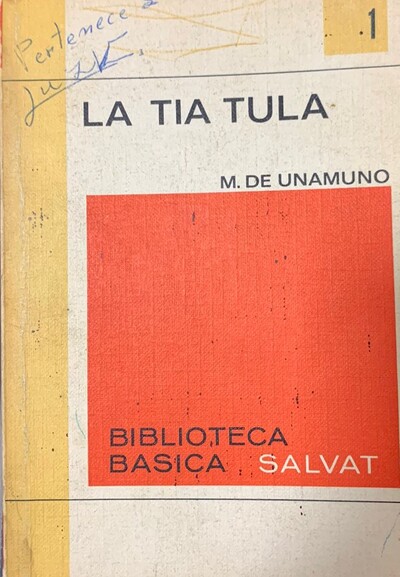 Pertenece a
1
LA TIA TULA
M. DE UNAMUNO
BIBLIOTECA
BASICA SALVAT